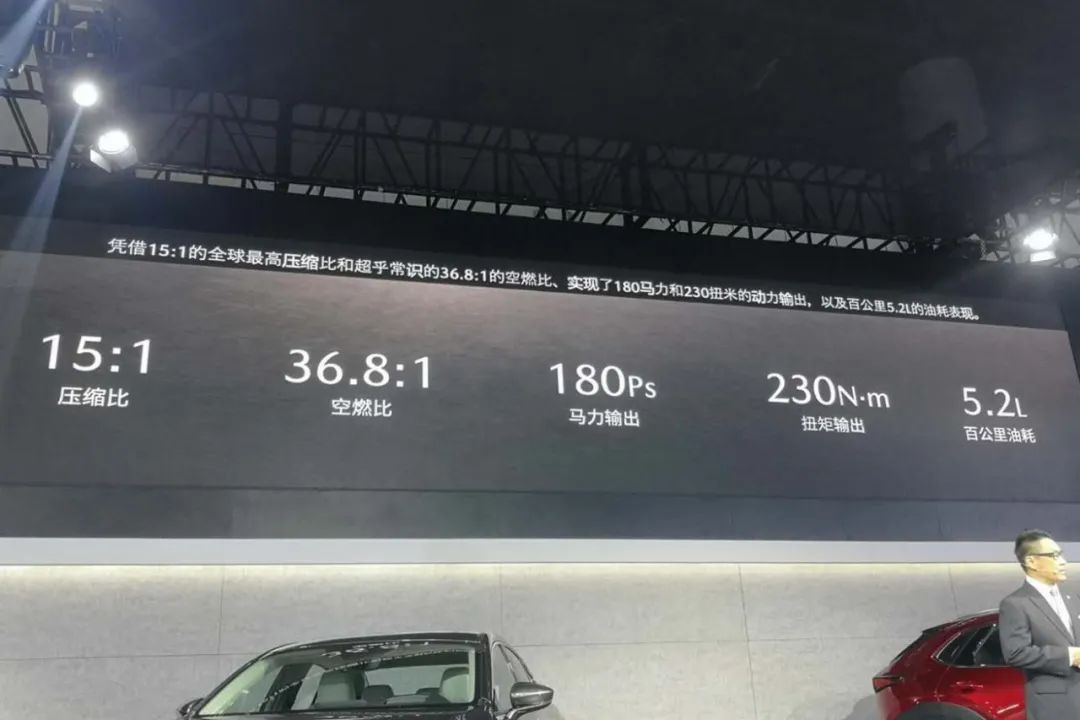 凭借15:1的全球最高压缩比和超乎常识的36.8:1的空燃比、实现了180马力和230扭米的动力输出，以及百公里5.2L的油耗表现。
15:1
压缩比
36.8:1
空燃比
180Ps
马力输出
230N·m
扭矩输出
5.2L
百公里油耗